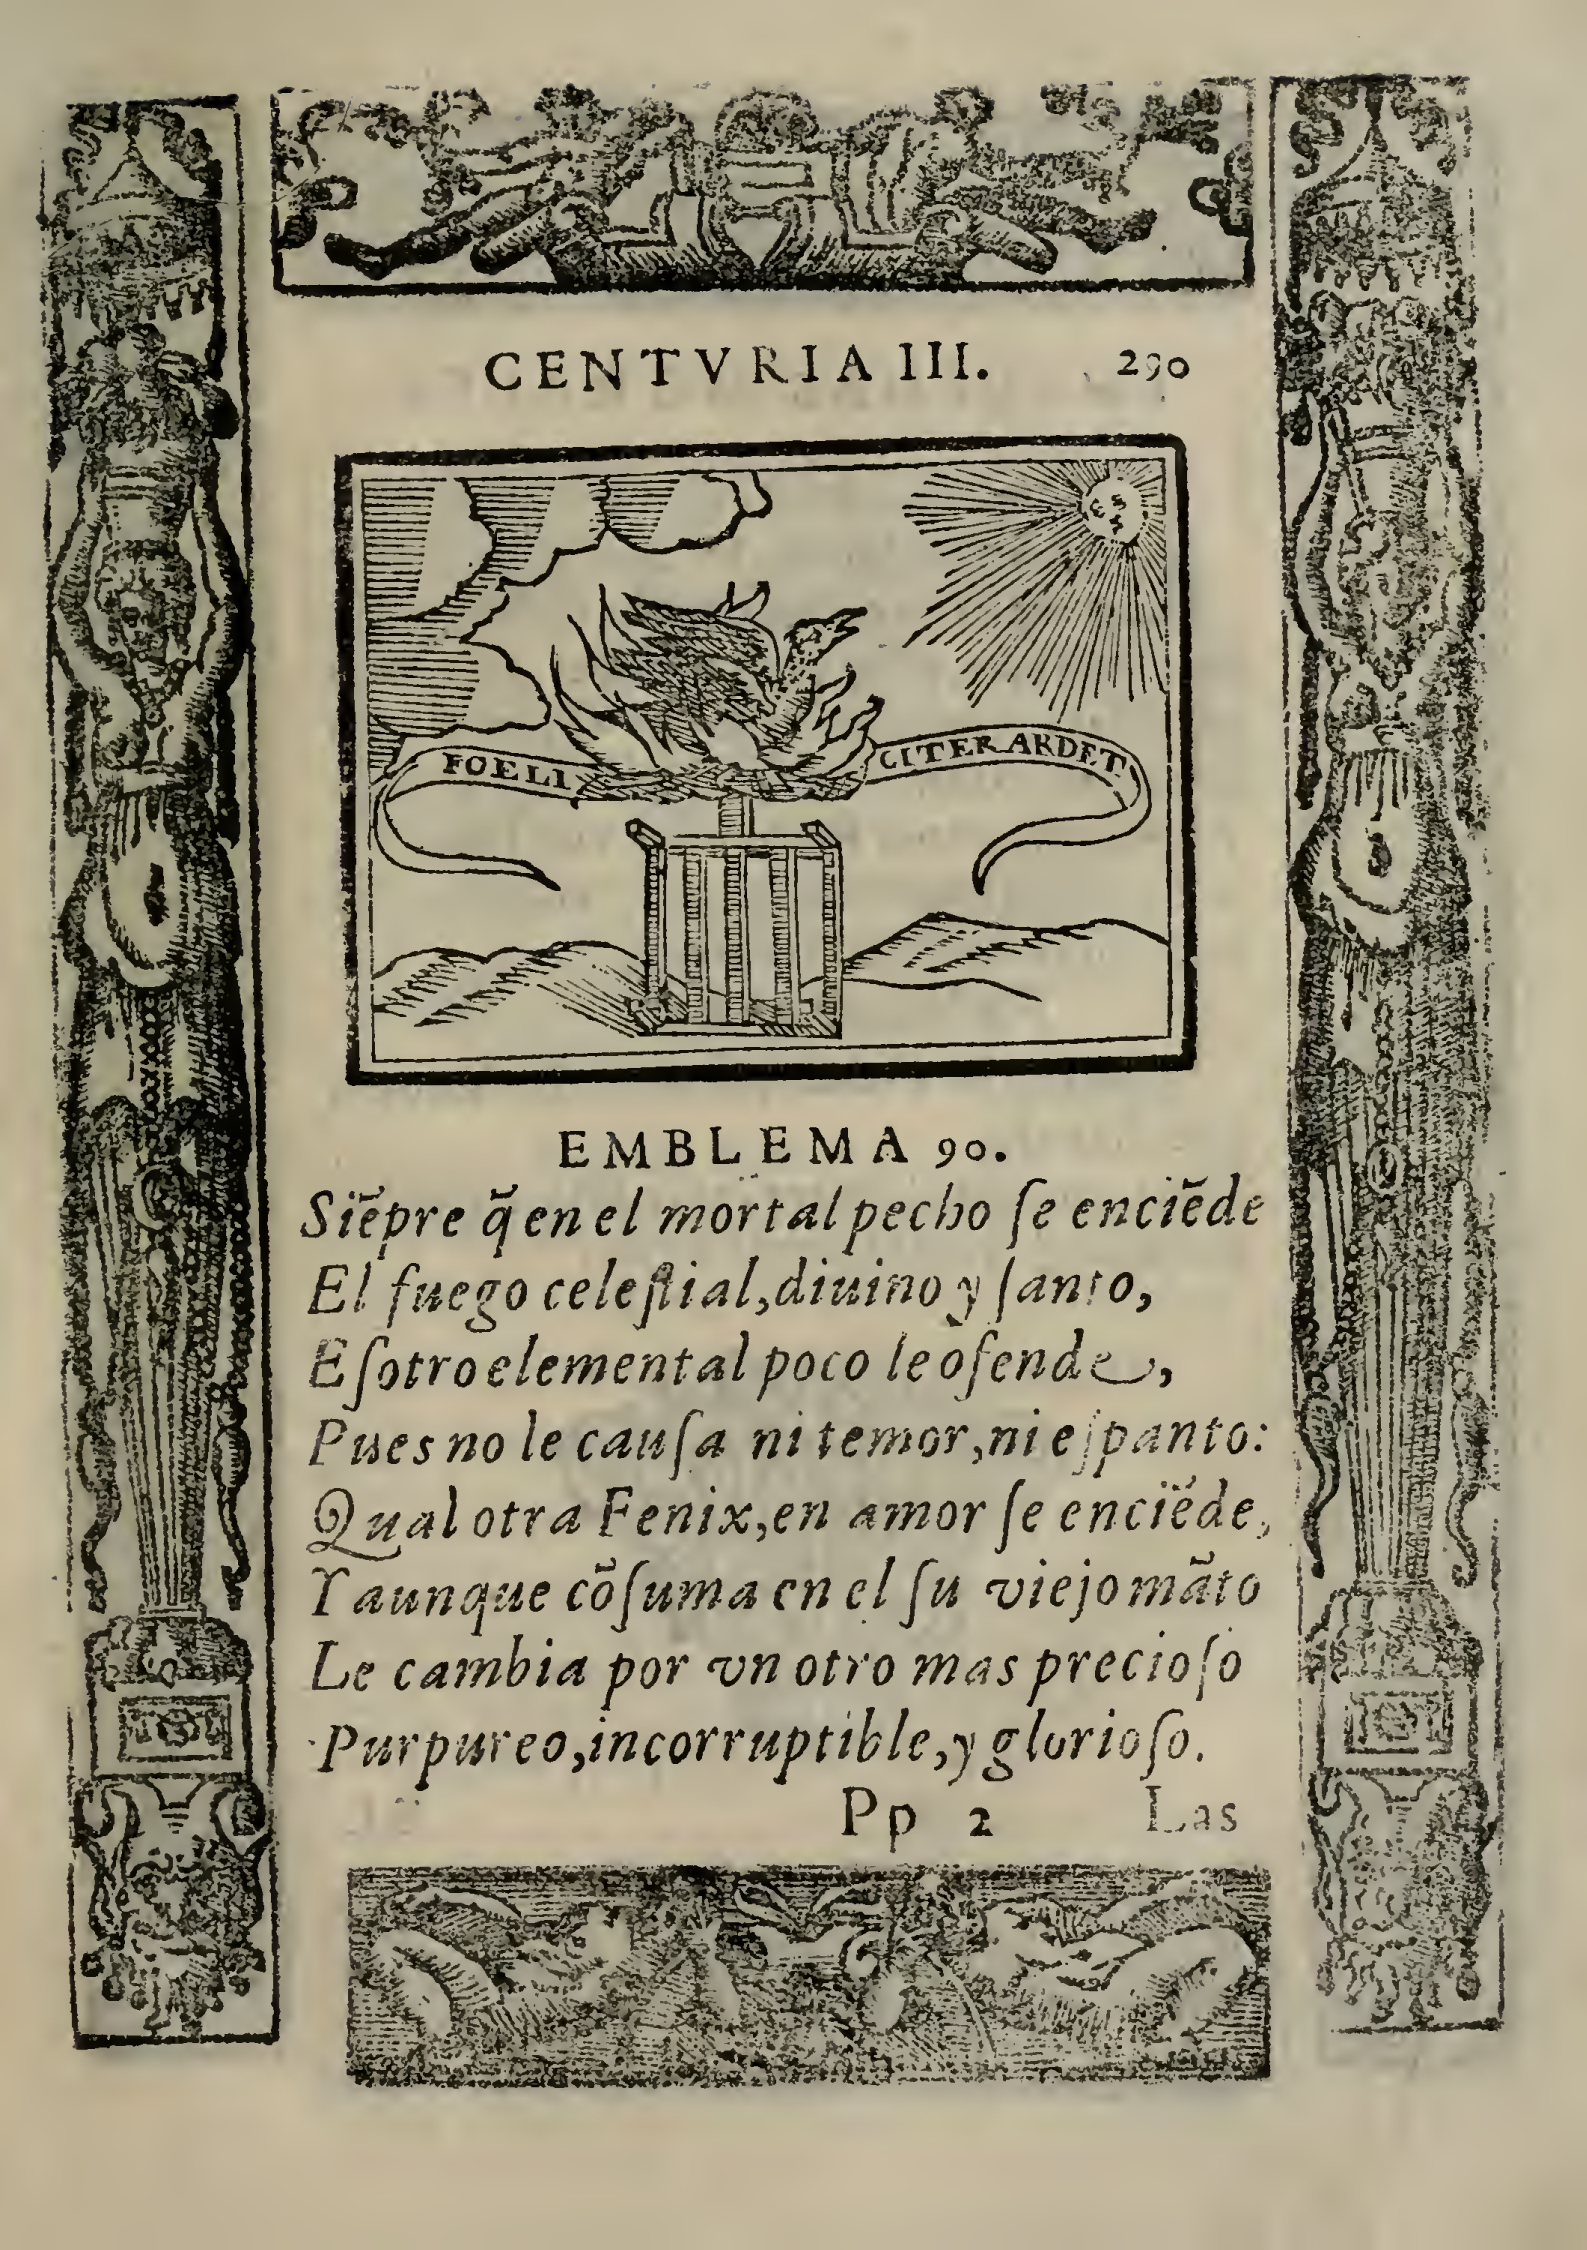 CENTVRIA III. 290
FOELI CITER ARDET
EMBLEMA 90.
Siẽpre q̃ en el mortal pecho ſe enciẽde
El fuego celeſtial, diuino y ſanto,
Eſotro elemental poco le ofende,
Pues no le cauſa ni temor, ni eſpanto:
Qual otra Fenix, en amor ſe enciẽde,
Y aunque cõſuma en el ſu viejo mãto
Le cambia por vn otro mas precioſo
Purpureo, incorruptible, y glorioſo.
Pp 2 Las